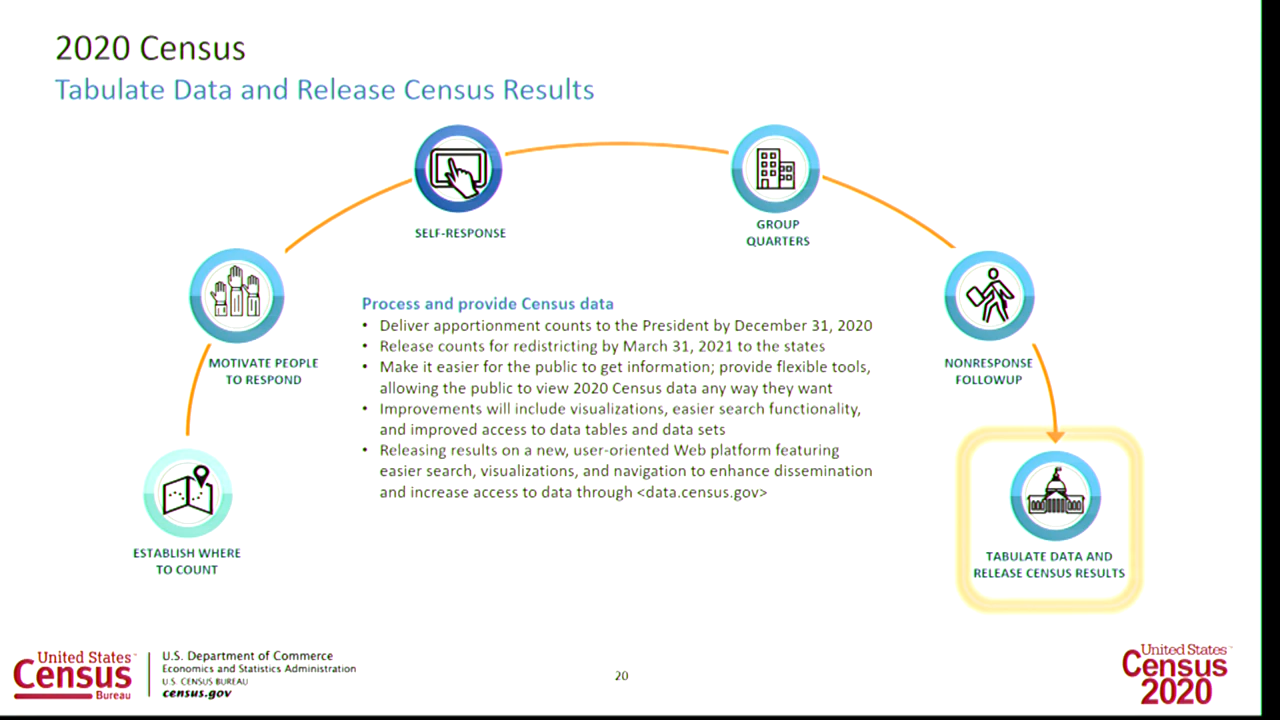 2020 Census
Tabulate Data and Release Census Results
SELF-RESPONSE
GROUP
QUARTERS
MOTIVATE PEOPLE
TO RESPOND
NONRESPONSE
FOLLOWUP
ESTABLISH WHERE
TO COUNT
TABULATE DATA AND
RELEASE CENSUS RESULTS
Process and provide Census data
• Deliver apportionment counts to the President by December 31, 2020
• Release counts for redistricting by March 31, 2021 to the states
• Make it easier for the public to get information; provide flexible tools,
allowing the public to view 2020 Census data any way they want
• Improvements will include visualizations, easier search functionality,
and improved access to data tables and data sets
• Releasing results on a new, user-oriented Web platform featuring
easier search, visualizations, and navigation to enhance dissemination
and increase access to data through <data.census.gov>
United States
Census
Bureau
U.S. Department of Commerce
Economics and Statistics Administration
U.S. CENSUS BUREAU
census.gov
20
United States
Census
2020